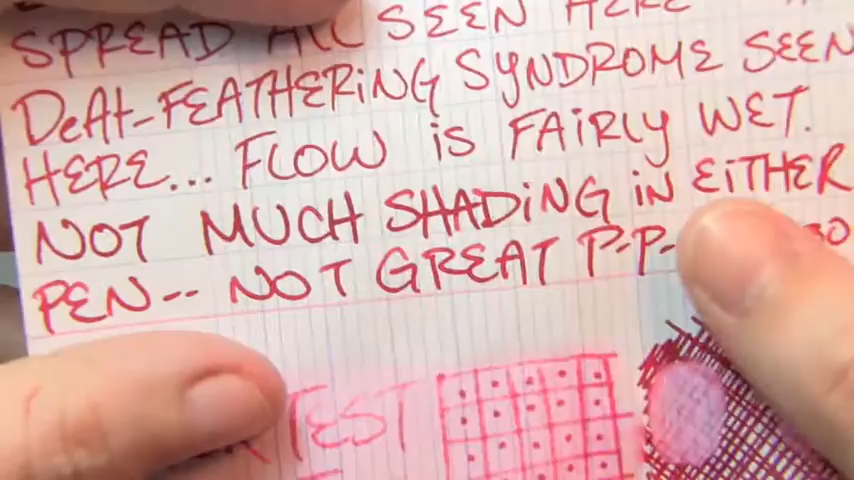 SPREAD ALL SEEN HERE
DeAt-FEATHERiNG SYNDROME SEEN
HERE... FLOW iS FAiRLY WET.
NOT MUCH SHADiNG iN EiTHER
PEN-- NOT GREAT P-P-
TEST